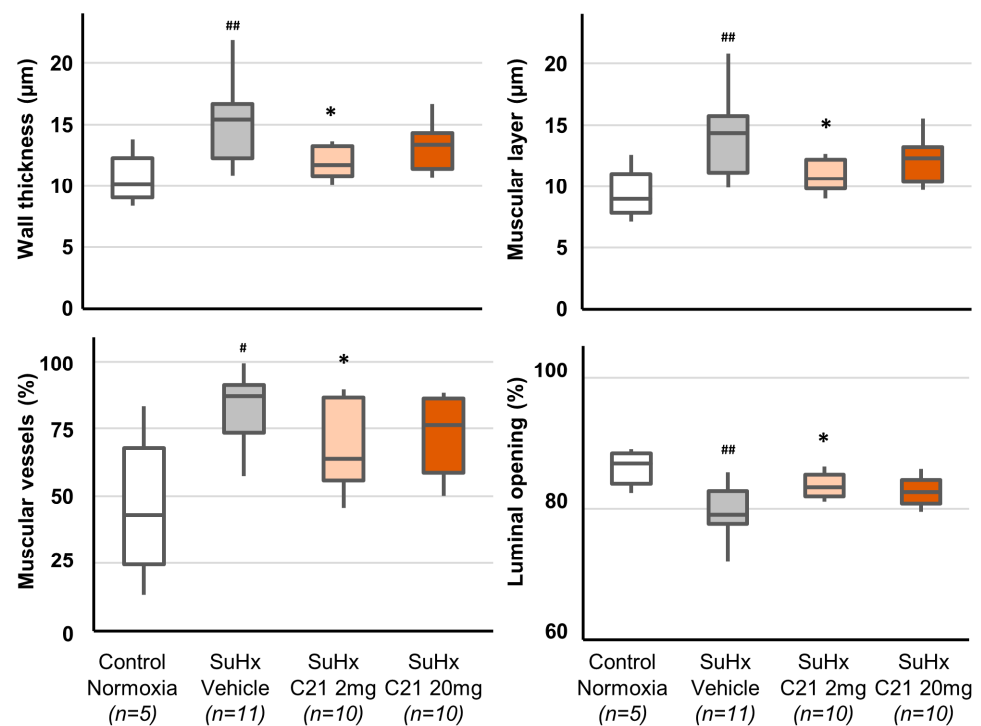 Wall thickness (µm)
20
15
10
5
0
##
*
Muscular layer (µm)
20
15
10
5
0
##
*
Muscular vessels (%)
100
75
50
25
0
#
*
Luminal opening (%)
100
80
60
##
*
Control
Normoxia
(n=5)
SuHx
Vehicle
(n=11)
SuHx
C21 2mg
(n=10)
SuHx
C21 20mg
(n=10)
Control
Normoxia
(n=5)
SuHx
Vehicle
(n=11)
SuHx
C21 2mg
(n=10)
SuHx
C21 20mg
(n=10)